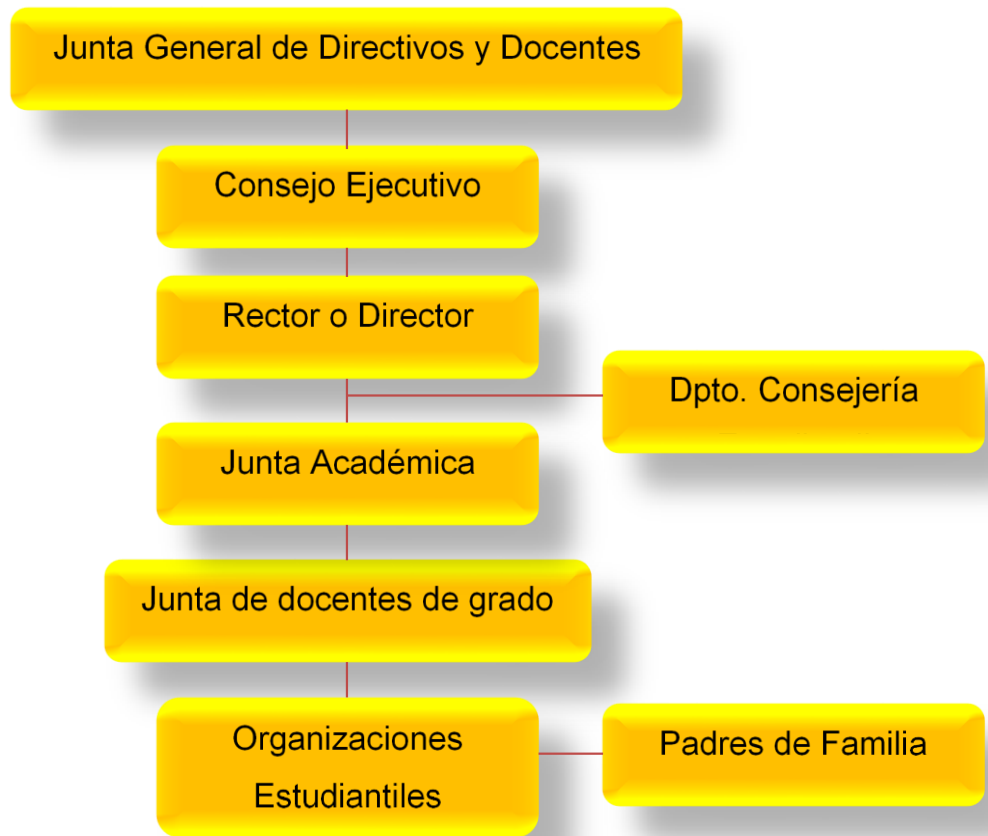 Junta General de Directivos y Docentes
Consejo Ejecutivo
Rector o Director
Dpto. Consejería
Junta Académica
Junta de docentes de grado
Organizaciones
Estudiantiles
Padres de Familia